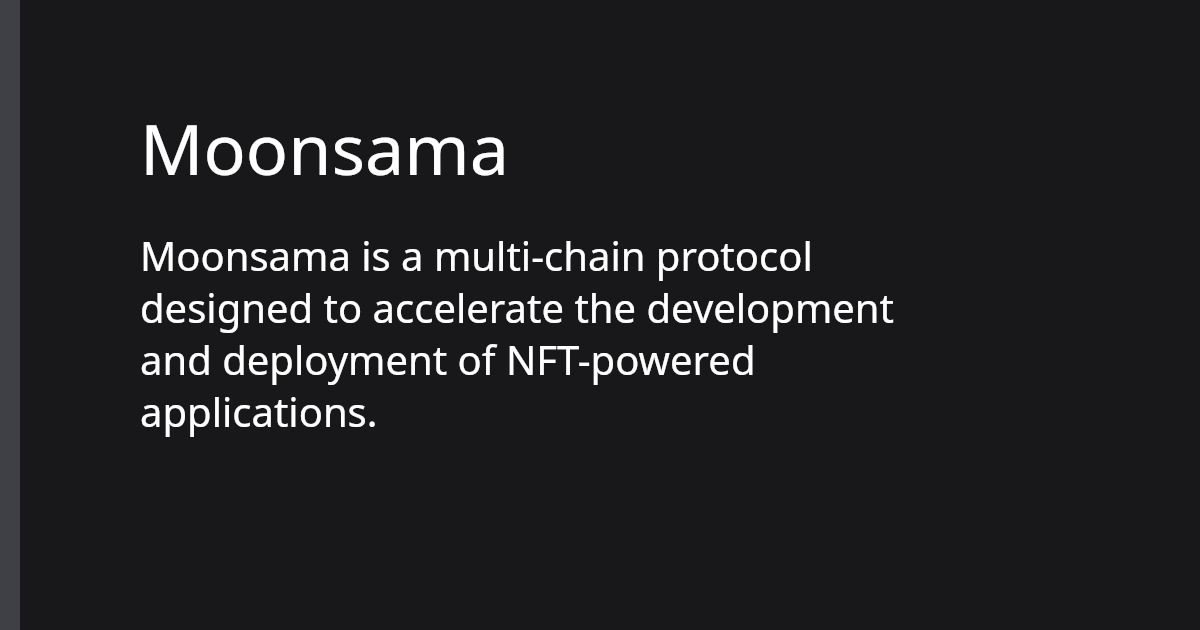 Moonsama
Moonsama is a multi-chain protocol
designed to accelerate the development
and deployment of NFT-powered
applications.